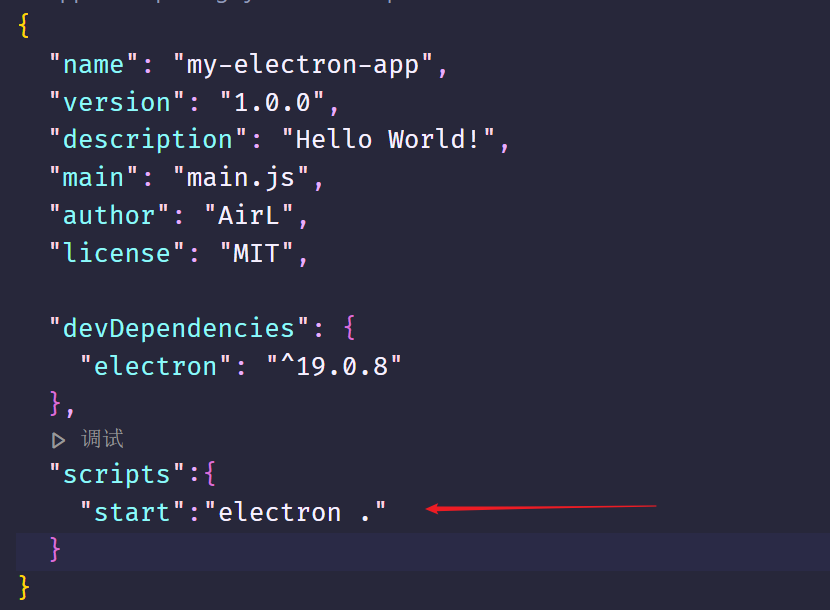 {
"name": "my-electron-app",
"version": "1.0.0",
"description": "Hello World!",
"main": "main.js",
"author": "AirL",
"license": "MIT",
"devDependencies": {
"electron": "^19.0.8"
},
调试
"scripts":{
"start":"electron ."
}
}